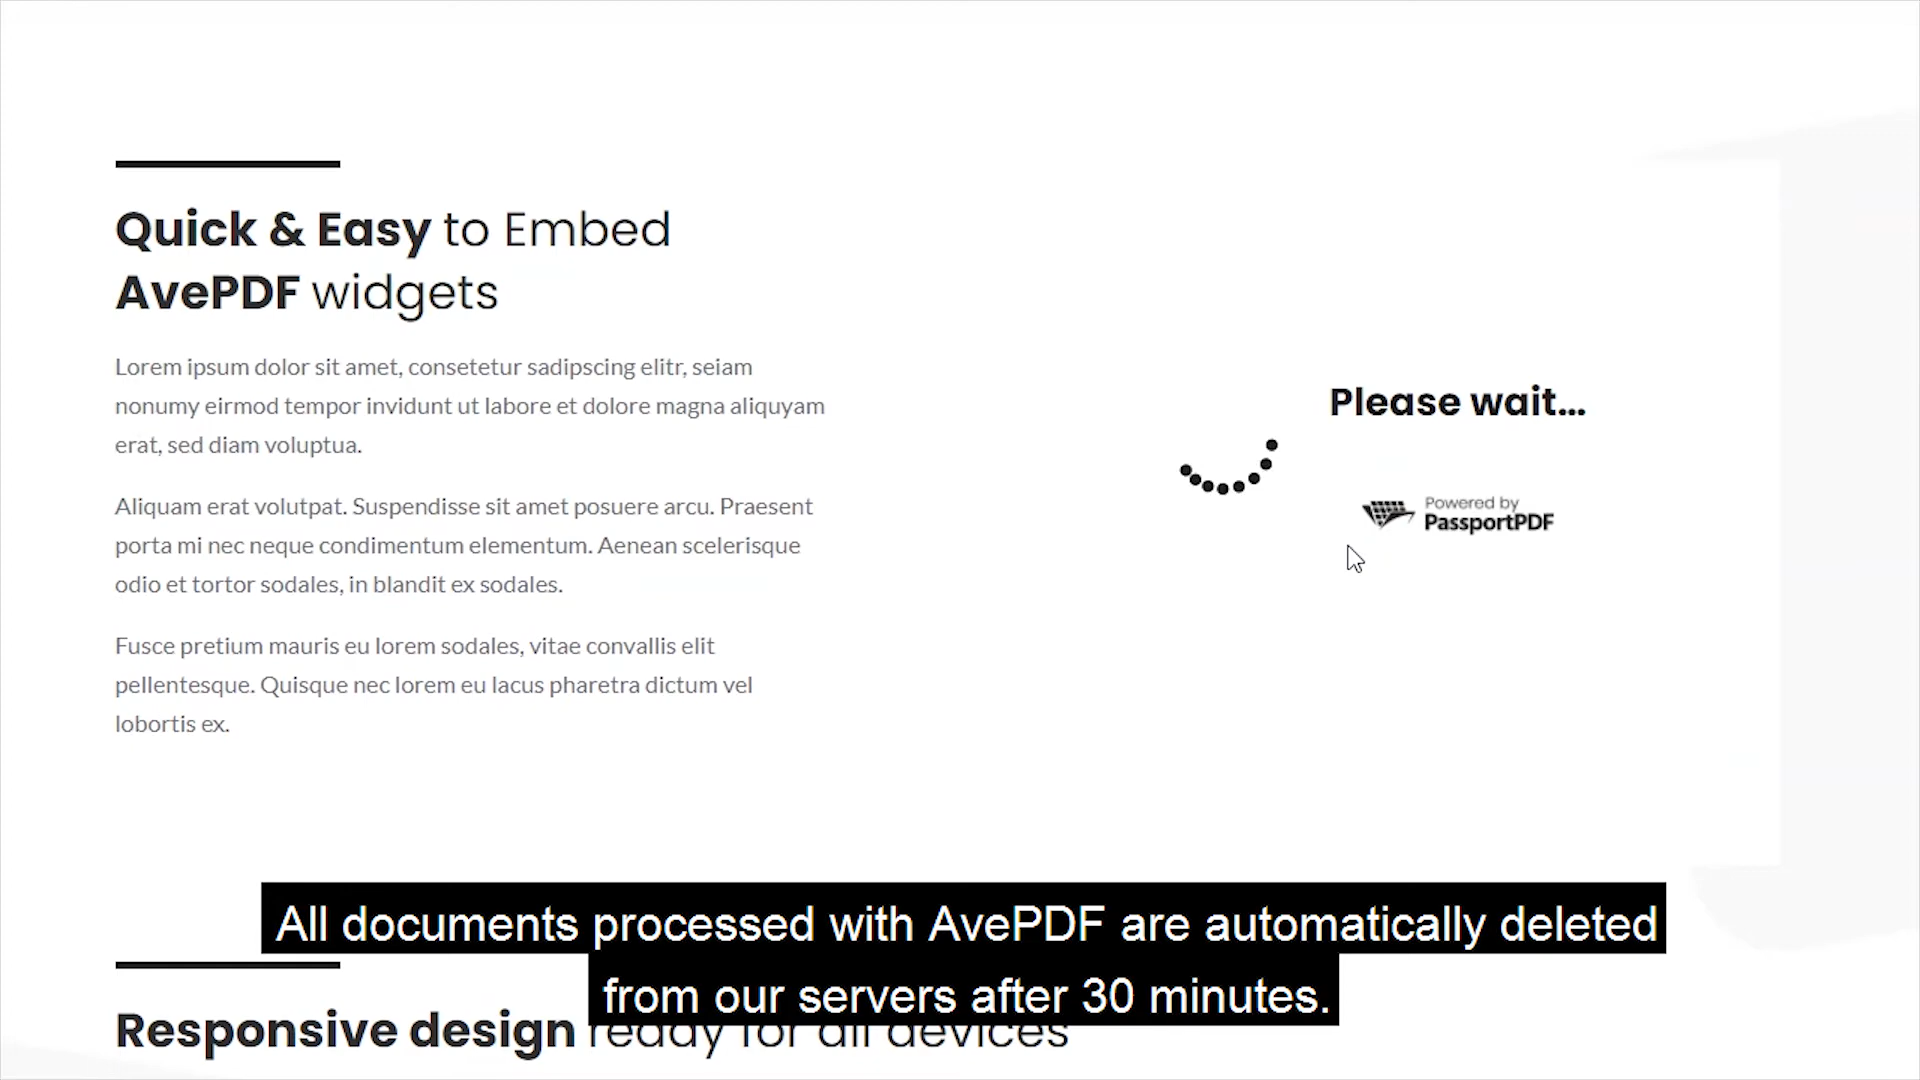 Quick & Easy to Embed
AvePDF widgets
Lorem ipsum dolor sit amet, consetetur sadipscing elitr, seiam
nonumy eirmod tempor invidunt ut labore et dolore magna aliquyam
erat, sed diam voluptua.
Aliquam erat volutpat. Suspendisse sit amet posuere arcu. Praesent
porta mi nec neque condimentum elementum. Aenean scelerisque
odio et tortor sodales, in blandit ex sodales.
Fusce pretium mauris eu lorem sodales, vitae convallis elit
pellentesque. Quisque nec lorem eu lacus pharetra dictum vel
lobortis ex.
Please wait...
Powered by
PassportPDF
All documents processed with AvePDF are automatically deleted
from our servers after 30 minutes.
Responsive design ready for all devices